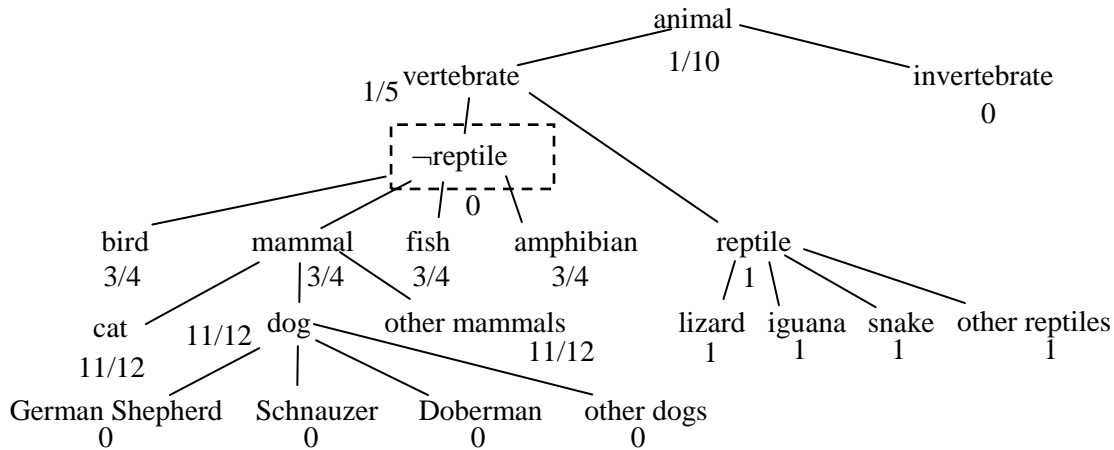 animal
1/10
1/5 vertebrate
invertebrate
0
¬reptile
0
bird mammal fish amphibian reptile
3/4 3/4 3/4 3/4 1
cat 11/12 dog other mammals lizard iguana snake other reptiles
11/12 11/12 1 1 1 1
German Shepherd Schnauzer Doberman other dogs
0 0 0 0